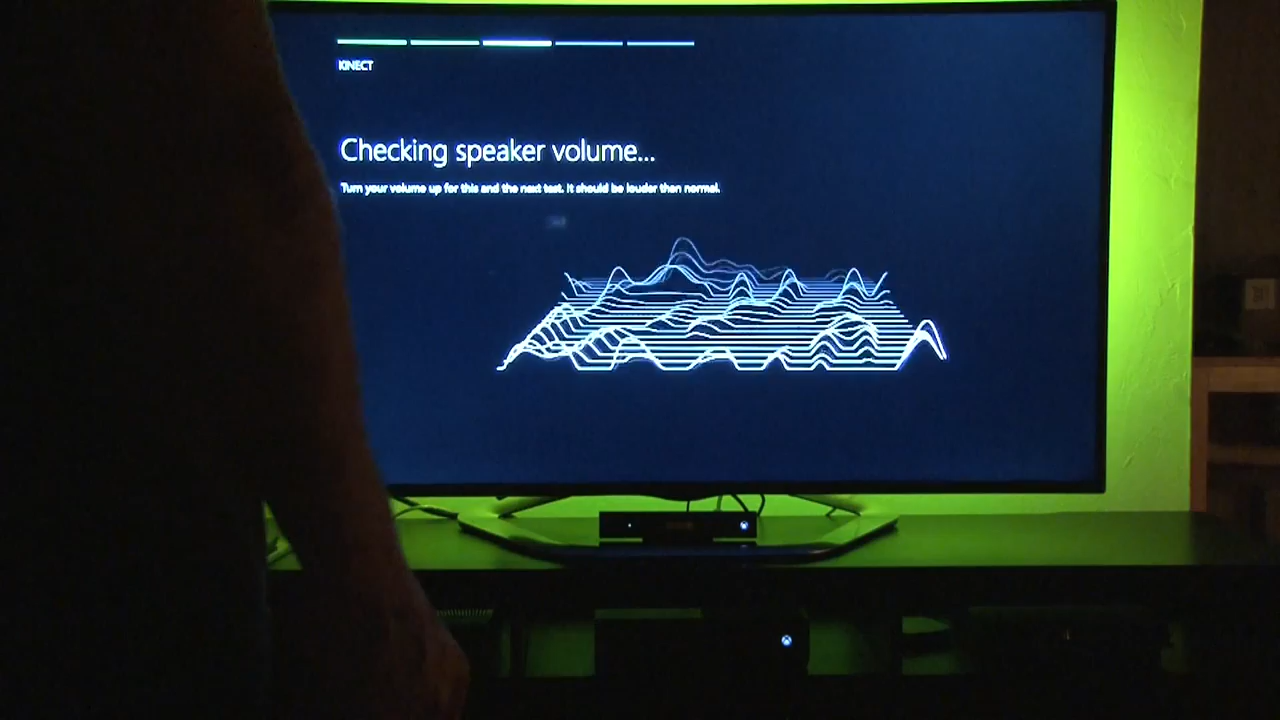 KINECT
Checking speaker volume...
Turn your volume up for this and the next test. It should be louder than normal.